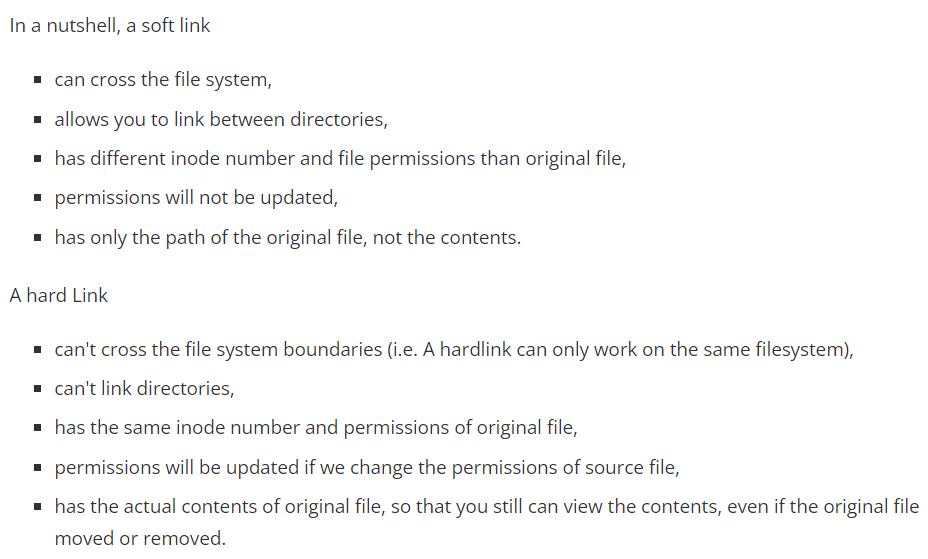 In a nutshell, a soft link
▪ can cross the file system,
▪ allows you to link between directories,
▪ has different inode number and file permissions than original file,
▪ permissions will not be updated,
▪ has only the path of the original file, not the contents.
A hard Link
▪ can't cross the file system boundaries (i.e. A hardlink can only work on the same filesystem),
▪ can't link directories,
▪ has the same inode number and permissions of original file,
▪ permissions will be updated if we change the permissions of source file,
▪ has the actual contents of original file, so that you still can view the contents, even if the original file
moved or removed.